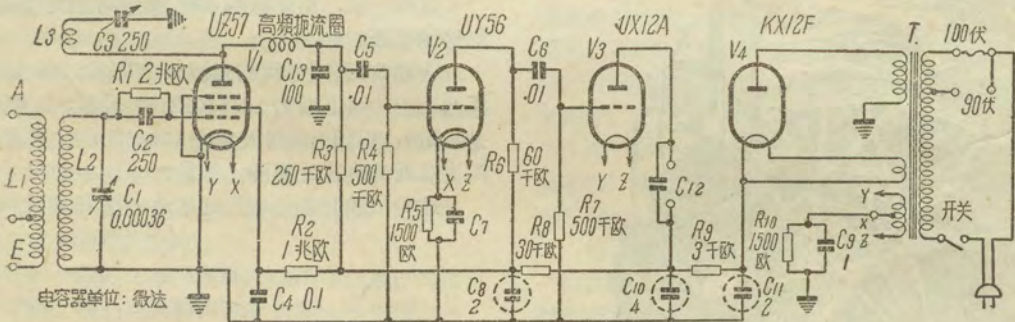 L3
C3 250
UZ57
高频扼流圈
V1
R1 2兆欧
C2
250
A
L1
E
L2
C1
0.00036
Y X
电容器单位：微法
C13
100
C5
.01
R3
250千欧
R4
500
千欧
R2
1兆欧
C4 0.1
UY56
V2
X Z
R5
1500
欧
C7
R6
60
千欧
C6
.01
C8
2
UX12A
V3
Y Z
R7
500千欧
R8
30千欧
C12
C10
4
R9
3千欧
C11
2
KX12F
V4
T.
100伏
90伏
Y
X
Z
R10
1500
欧
C9
1
开关